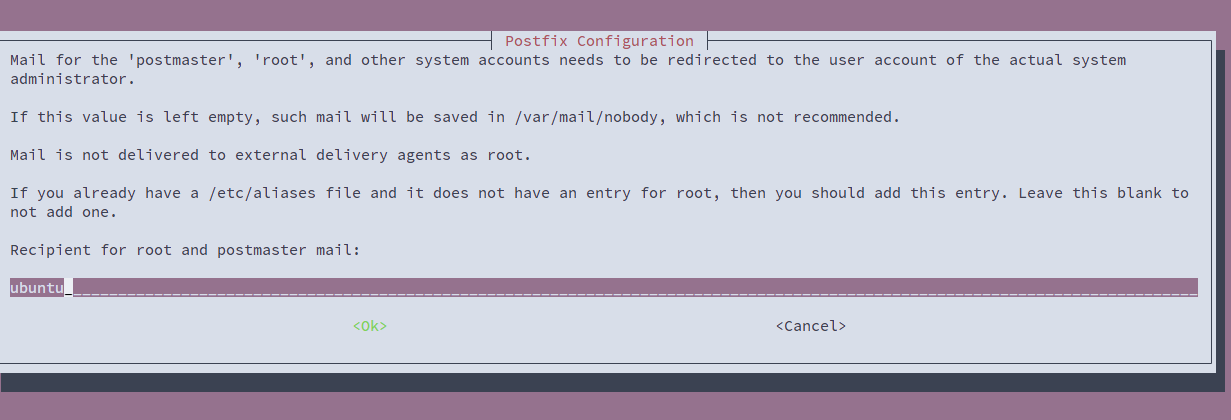 Postfix Configuration
Mail for the 'postmaster', 'root', and other system accounts needs to be redirected to the user account of the actual system
administrator.
If this value is left empty, such mail will be saved in /var/mail/nobody, which is not recommended.
Mail is not delivered to external delivery agents as root.
If you already have a /etc/aliases file and it does not have an entry for root, then you should add this entry. Leave this blank to
not add one.
Recipient for root and postmaster mail:
ubuntu
<Ok> <Cancel>